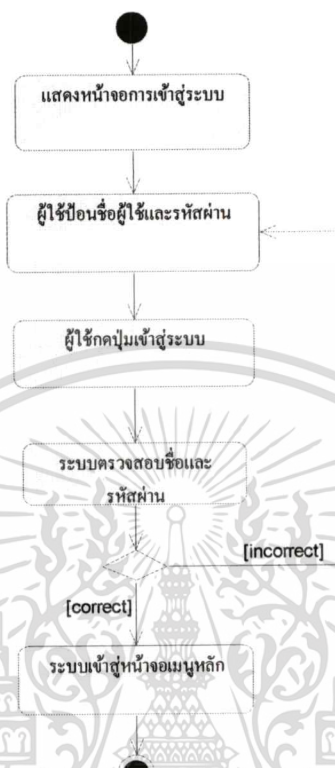 แสดงหน้าจอการเข้าสู่ระบบ
ผู้ใช้ป้อนชื่อผู้ใช้และรหัสผ่าน
ผู้ใช้กดปุ่มเข้าสู่ระบบ
ระบบตรวจสอบชื่อและ
รหัสผ่าน
[incorrect]
[correct]
ระบบเข้าสู่หน้าจอเมนูหลัก